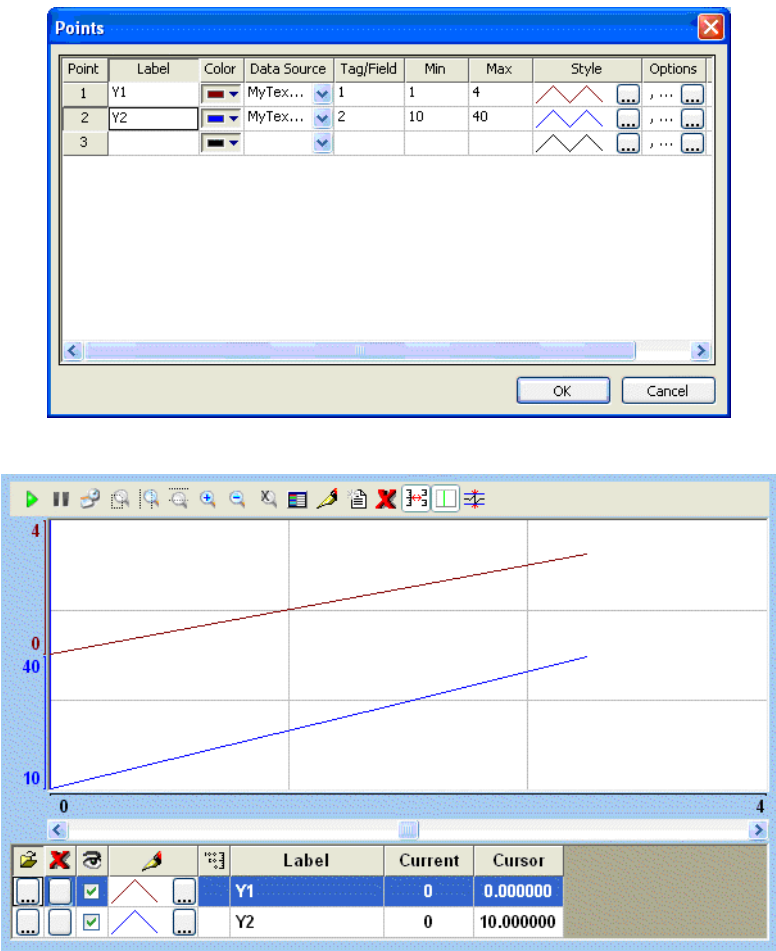 Points
Point Label Color Data Source Tag/Field Min Max Style Options
1 Y1 MyTex... 1 1 4 ... , ... ...
2 Y2 MyTex... 2 10 40 ... , ... ...
3 ... , ... ...
OK Cancel
4
0
40
10
0 4
Label Current Cursor
... Y1 0 0.000000
... ... Y2 0 10.000000